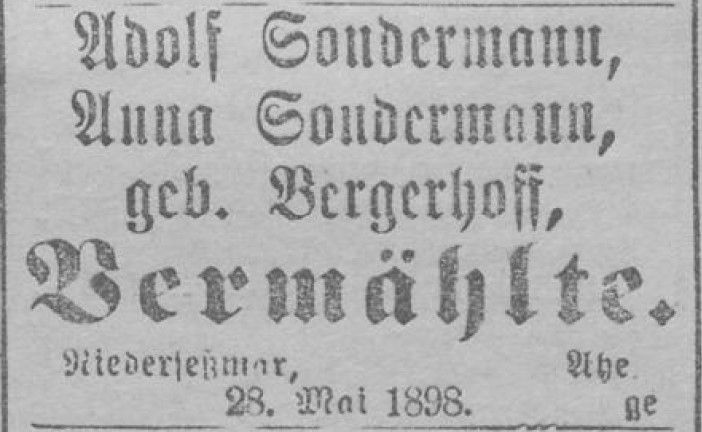 Adolf Sondermann,
Anna Sondermann,
geb. Bergerhoff,
Vermählte.
Niederseßmar, Ahe
28. Mai 1898. ge